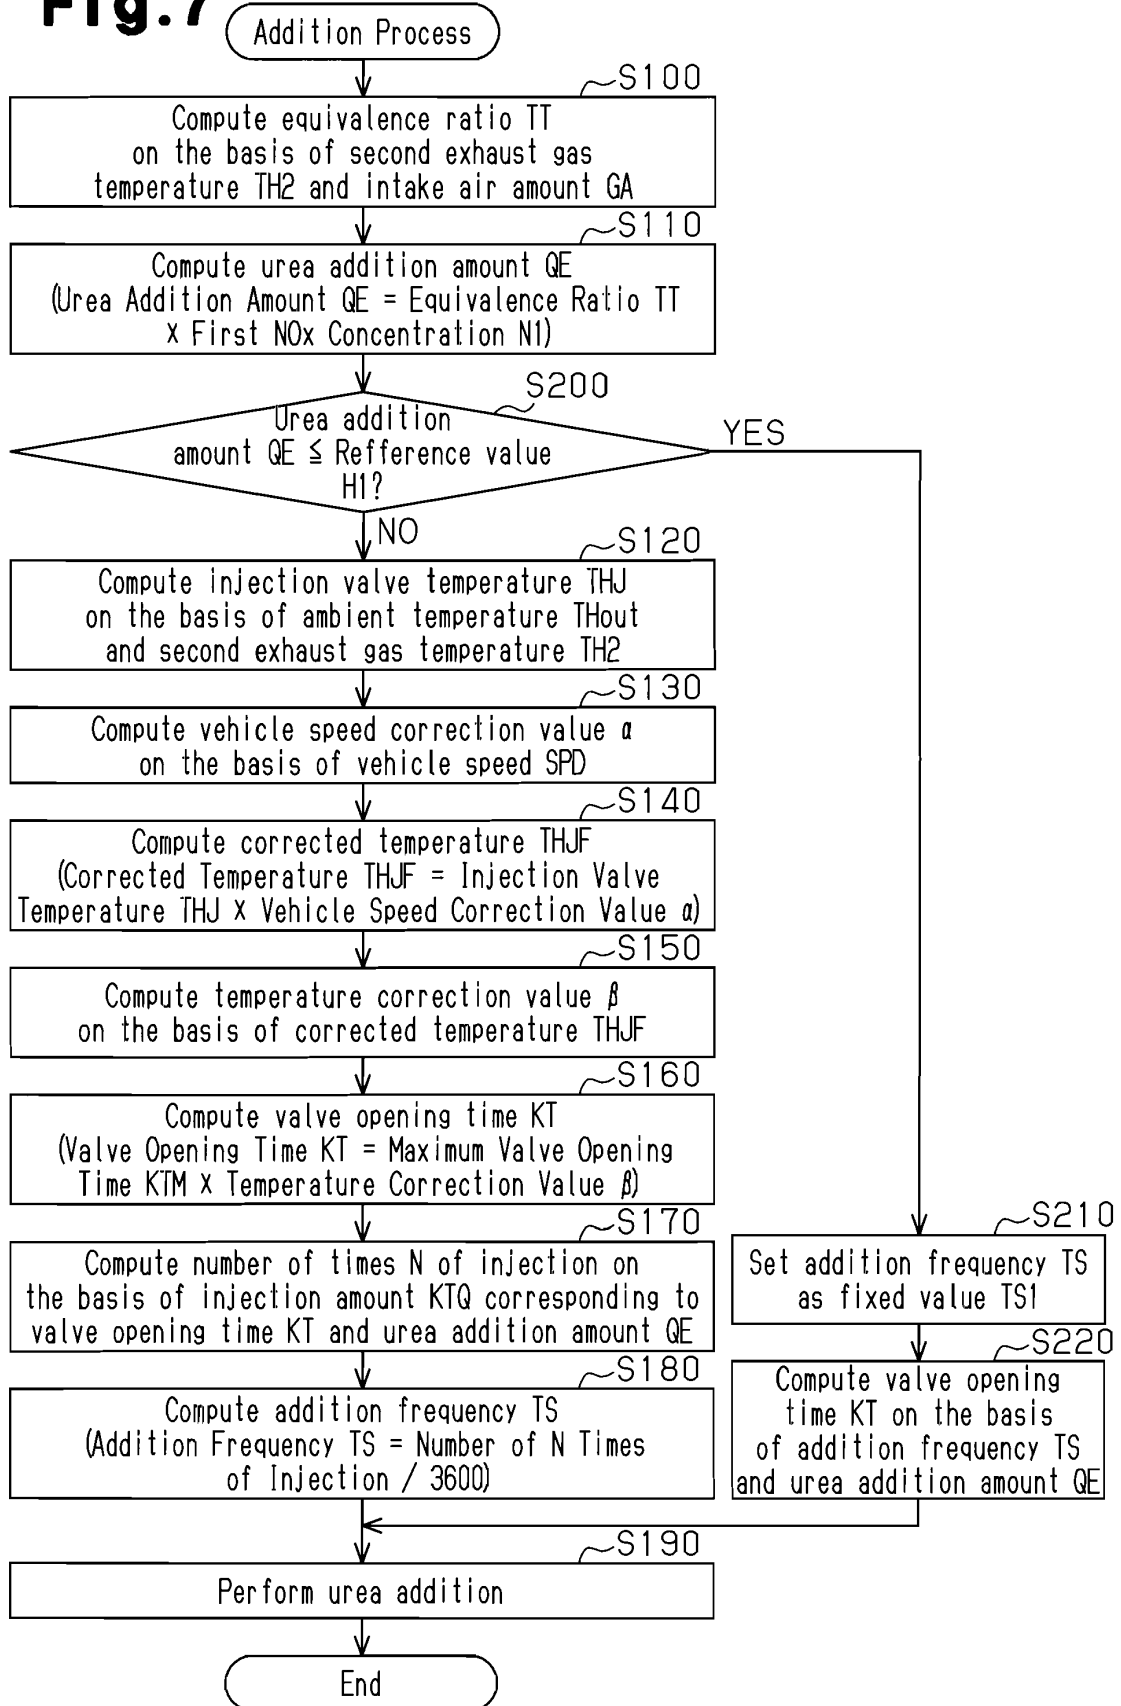 Fig.7
Addition Process
S100
Compute equivalence ratio TT
on the basis of second exhaust gas
temperature TH2 and intake air amount GA
S110
Compute urea addition amount QE
(Urea Addition Amount QE = Equivalence Ratio TT
X First NOx Concentration N1)
S200
Urea addition
amount QE ≦ Refference value
H1?
YES
NO
S120
Compute injection valve temperature THJ
on the basis of ambient temperature THout
and second exhaust gas temperature TH2
S130
Compute vehicle speed correction value α
on the basis of vehicle speed SPD
S140
Compute corrected temperature THJF
(Corrected Temperature THJF = Injection Valve
Temperature THJ X Vehicle Speed Correction Value α)
S150
Compute temperature correction value β
on the basis of corrected temperature THJF
S160
Compute valve opening time KT
(Valve Opening Time KT = Maximum Valve Opening
Time KTM X Temperature Correction Value β)
S170
Compute number of times N of injection on
the basis of injection amount KTQ corresponding to
valve opening time KT and urea addition amount QE
S180
Compute addition frequency TS
(Addition Frequency TS = Number of N Times
of Injection / 3600)
S210
Set addition frequency TS
as fixed value TS1
S220
Compute valve opening
time KT on the basis
of addition frequency TS
and urea addition amount QE
S190
Perform urea addition
End